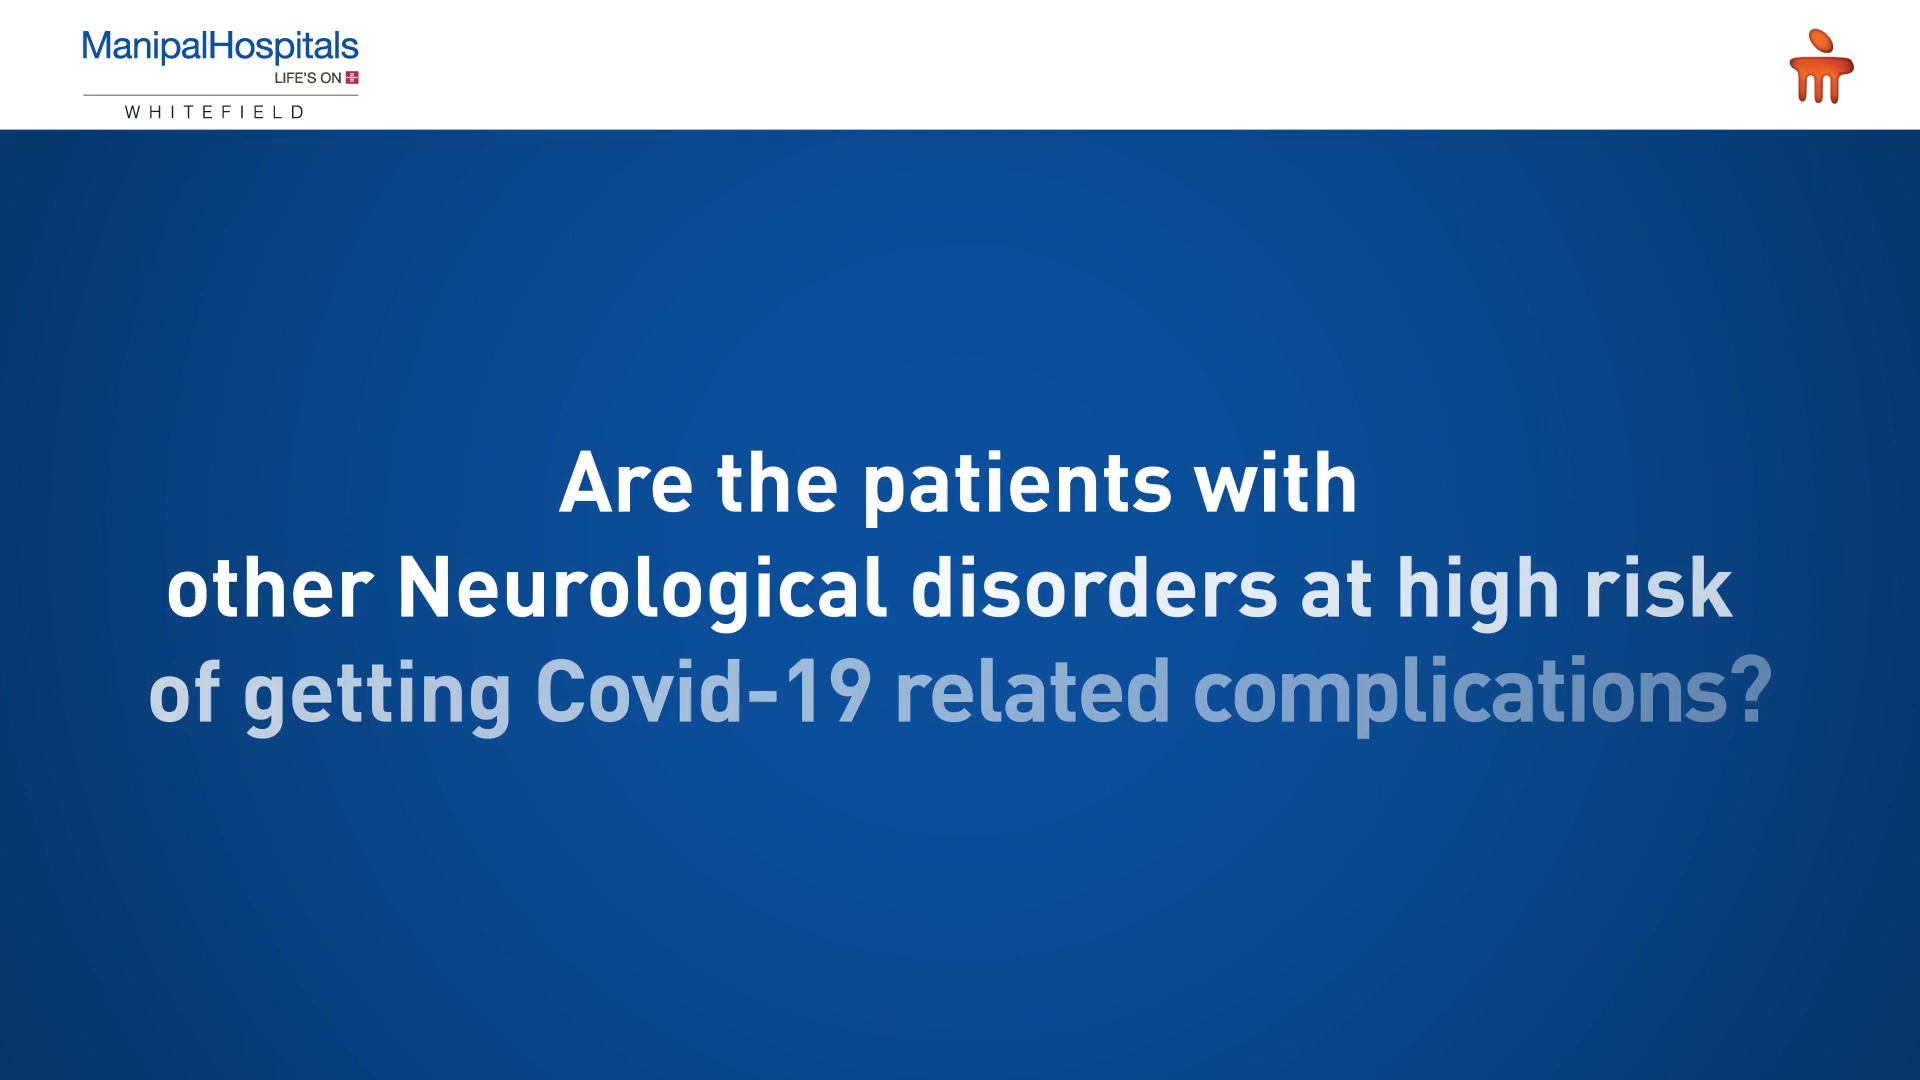 ManipalHospitals
LIFE'S ON
WHITEFIELD
Are the patients with
other Neurological disorders at high risk
of getting Covid-19 related complications?